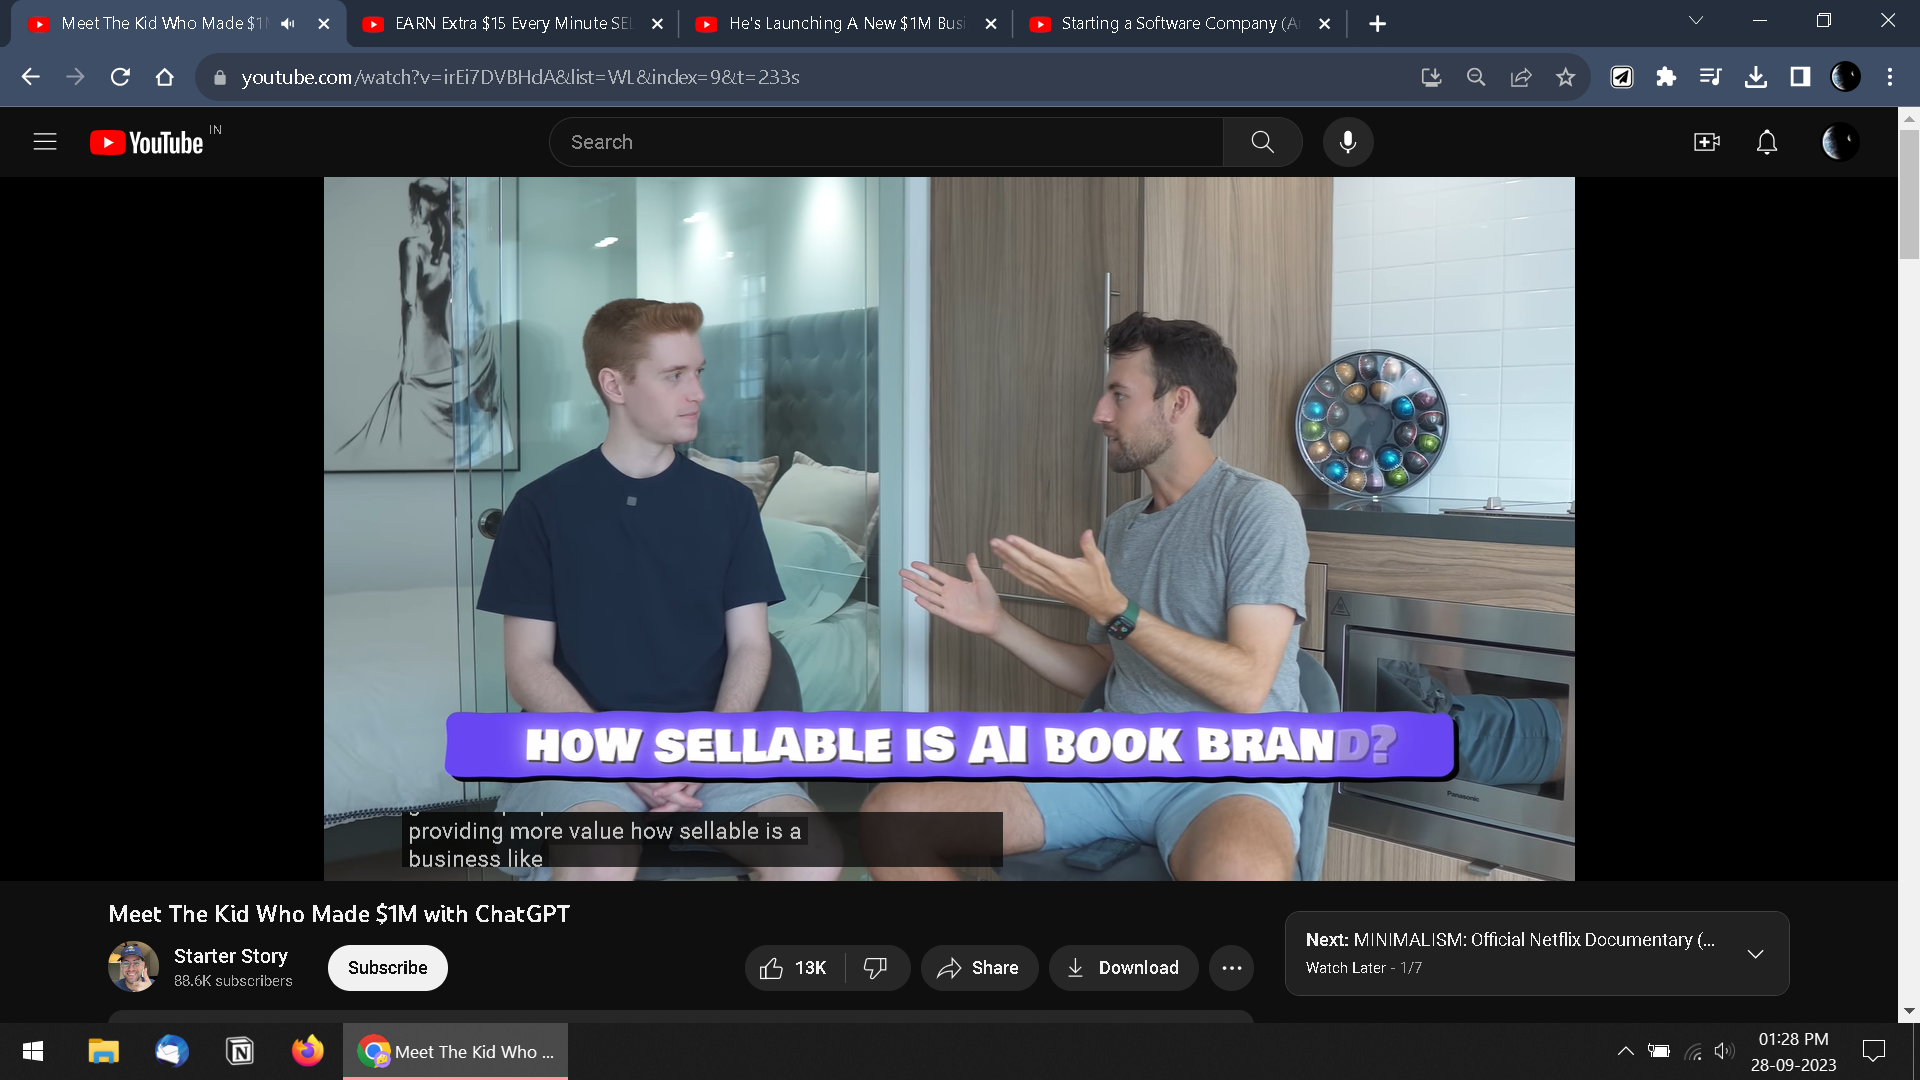 Meet The Kid Who Made $1M
EARN Extra $15 Every Minute SEL
He's Launching A New $1M Busi
Starting a Software Company (A
youtube.com/watch?v=irEi7DVBHdA&list=WL&index=9&t=233s
YouTube IN
Search
HOW SELLABLE IS AI BOOK BRAND?
providing more value how sellable is a
business like
Panasonic
Meet The Kid Who Made $1M with ChatGPT
Starter Story
88.6K subscribers
Subscribe
13K
Share
Download
Next: MINIMALISM: Official Netflix Documentary (...
Watch Later - 1/7
Meet The Kid Who ...
01:28 PM
28-09-2023